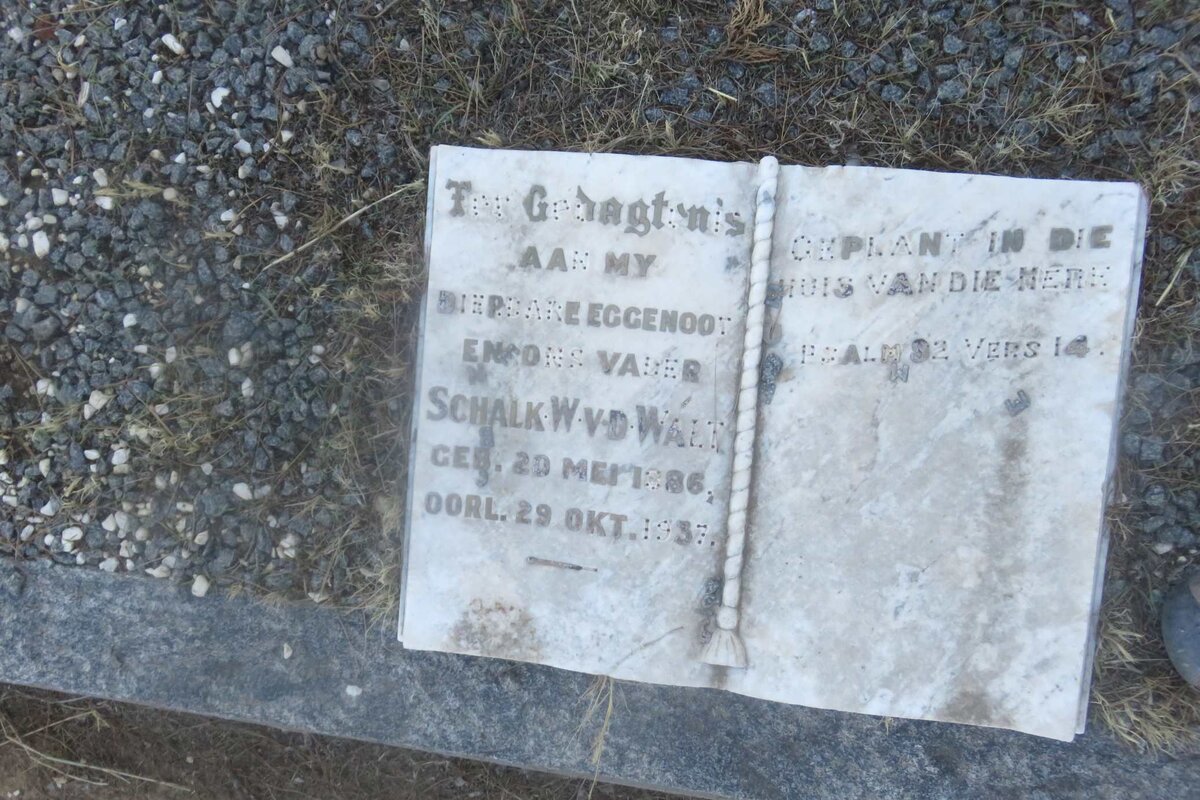 Ter Gedagtenis
AAN MY
DIERBARE EGGENOOT
EN ONS VADER
SCHALK.W.V.D.WALT
GEB. 20 MEI 1886,
OORL. 29 OKT. 1937.
GEPLANT IN DIE
HUIS VAN DIE HERE
PSALM 92 VERS 14.